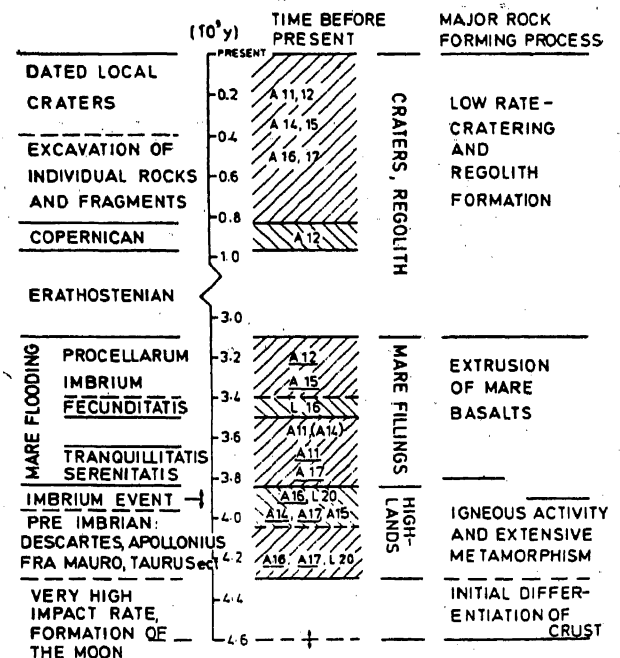 (10⁹y)
TIME BEFORE
PRESENT
MAJOR ROCK
FORMING PROCESS
PRESENT
DATED LOCAL
CRATERS
EXCAVATION OF
INDIVIDUAL ROCKS
AND FRAGMENTS
COPERNICAN
ERATHOSTENIAN
MARE FLOODING
PROCELLARUM
IMBRIUM
FECUNDITATIS
TRANQUILLITATIS
SERENITATIS
IMBRIUM EVENT
PRE IMBRIAN:
DESCARTES, APOLLONIUS
FRA MAURO, TAURUS ect
VERY HIGH
IMPACT RATE,
FORMATION OF
THE MOON
0.2
0.4
0.6
0.8
1.0
3.0
3.2
3.4
3.6
3.8
4.0
4.2
4.4
4.6
A 11, 12
A 14, 15
A 16, 17
A 12
A 12
A 15
L 16
A11 (A14)
A 11
A 17
A16, L 20
A14, A17 A15
A16, A17, L 20
CRATERS, REGOLITH
MARE FILLINGS
HIGH-
LANDS
LOW RATE-
CRATERING
AND
REGOLITH
FORMATION
EXTRUSION
OF MARE
BASALTS
IGNEOUS ACTIVITY
AND EXTENSIVE
METAMORPHISM
INITIAL DIFFER-
ENTIATION OF
CRUST